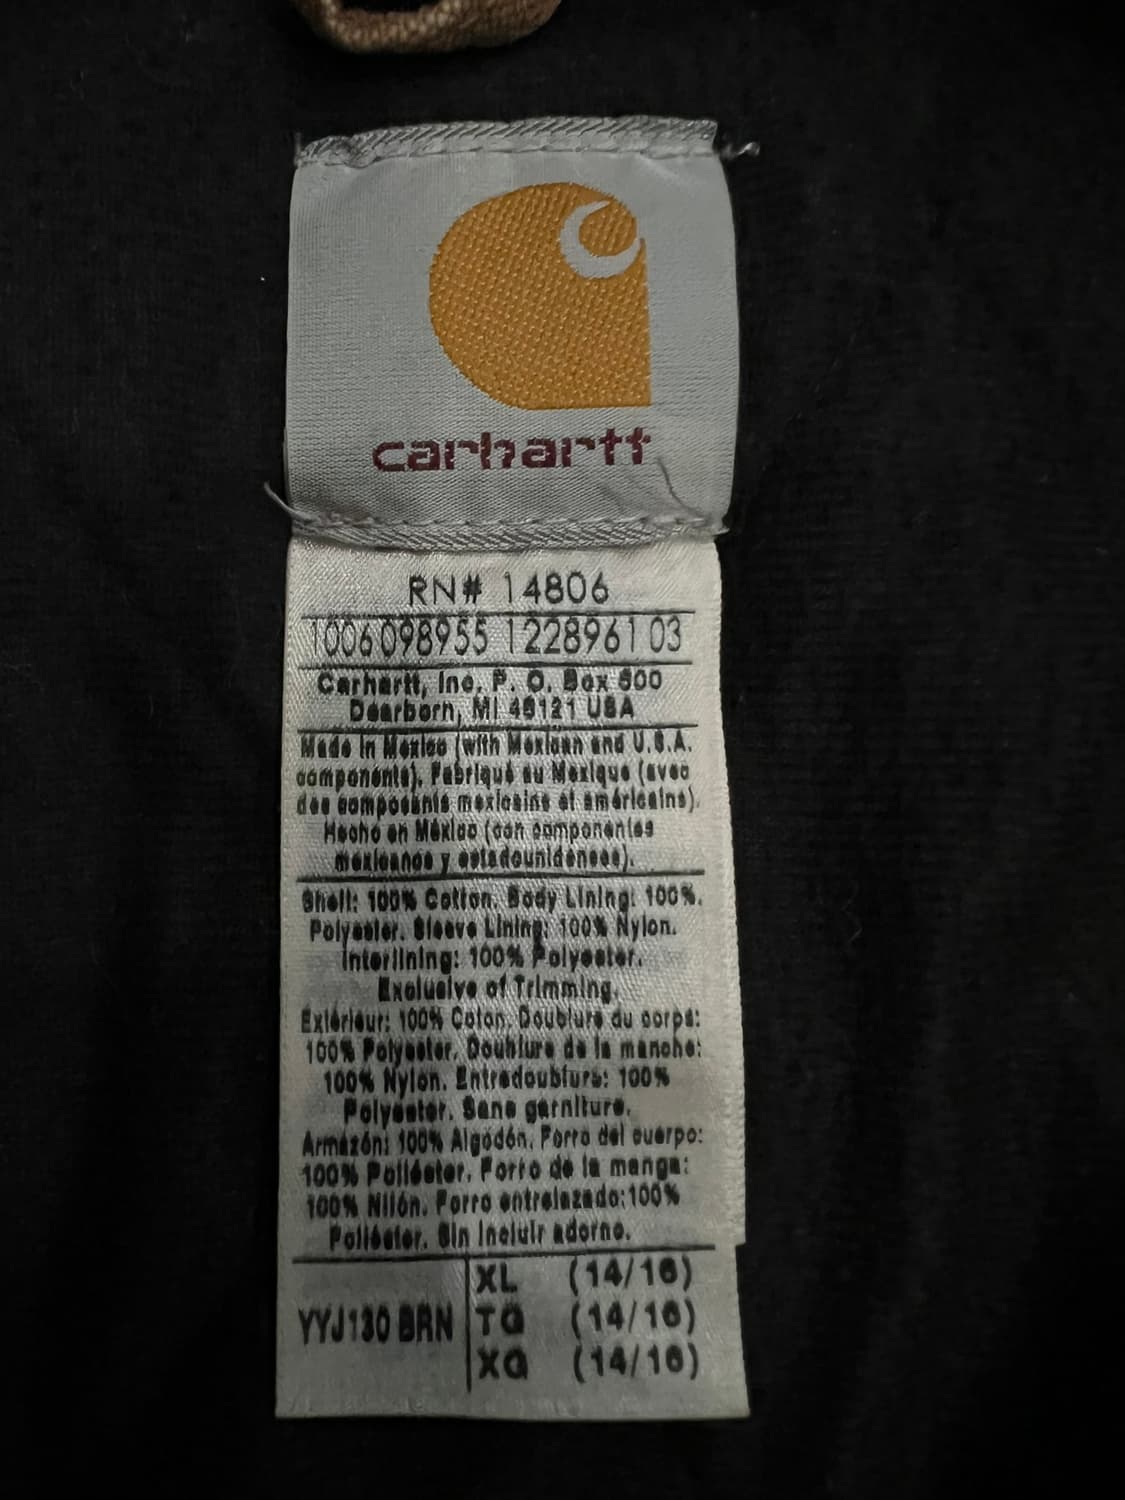 carhartt
RN# 14806
1006098955 1228961 03
Carhartt, Inc. P. O. Box 600
Dearborn, MI 48121 USA
Made in Mexico (with Mexican and U.S.A.
components). Fabriqué au Mexique (avec
des composants mexicains et américains).
Hecho en México (con componentes
mexicanos y estadounidenses).
Shell: 100% Cotton. Body Lining: 100%.
Polyester. Sleeve Lining: 100% Nylon.
Interlining: 100% Polyester.
Exclusive of Trimming.
Extérieur: 100% Coton. Doublure du corps:
100% Polyester. Doublure de la manche:
100% Nylon. Entredoublure: 100%
Polyester. Sans garniture.
Armazón: 100% Algodón. Forro del cuerpo:
100% Poliéster. Forro de la manga:
100% Nilón. Forro entrelazado:100%
Poliéster. Sin incluir adorno.
YYJ130 BRN
XL (14/16)
TG (14/16)
XG (14/16)